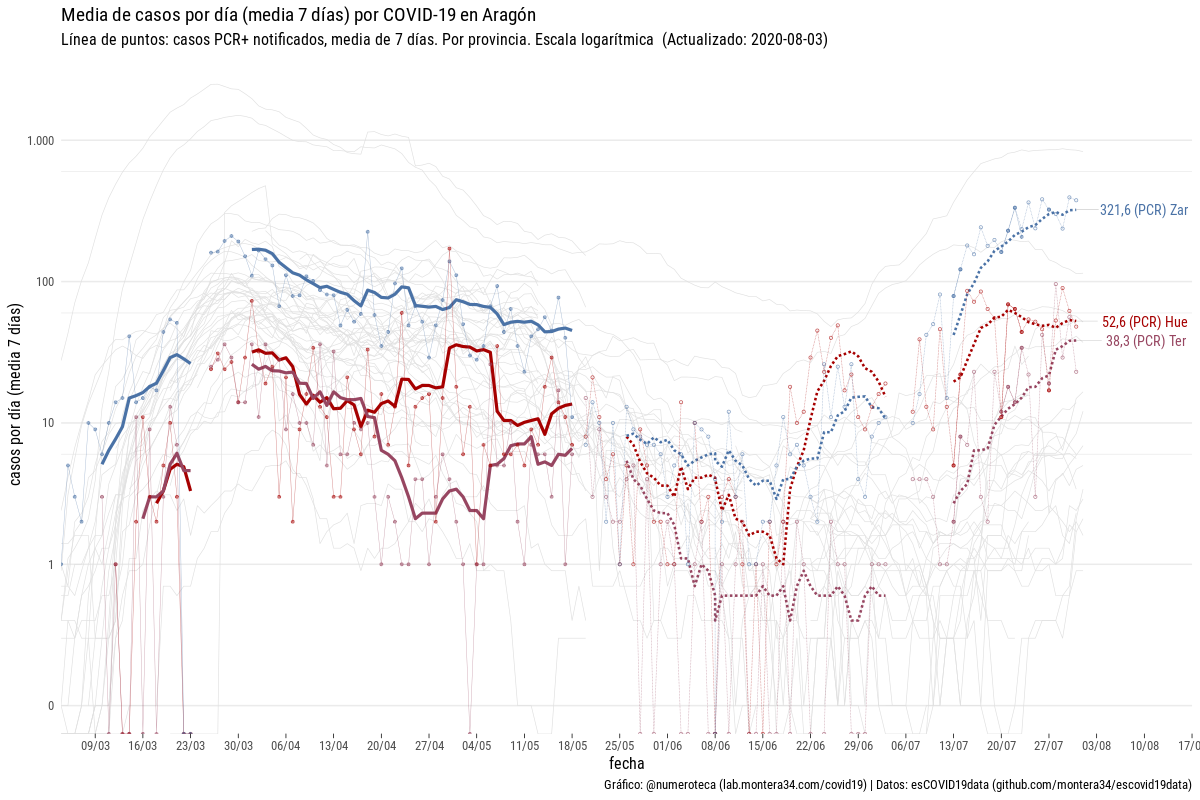 Media de casos por día (media 7 días) por COVID-19 en Aragón
Línea de puntos: casos PCR+ notificados, media de 7 días. Por provincia. Escala logarítmica (Actualizado: 2020-08-03)
casos por día (media 7 días)
1.000
100
10
1
0
321,6 (PCR) Zar
52,6 (PCR) Hue
38,3 (PCR) Ter
09/03 16/03 23/03 30/03 06/04 13/04 20/04 27/04 04/05 11/05 18/05 25/05 01/06 08/06 15/06 22/06 29/06 06/07 13/07 20/07 27/07 03/08 10/08 17/0
fecha
Gráfico: @numeroteca (lab.montera34.com/covid19) | Datos: esCOVID19data (github.com/montera34/escovid19data)